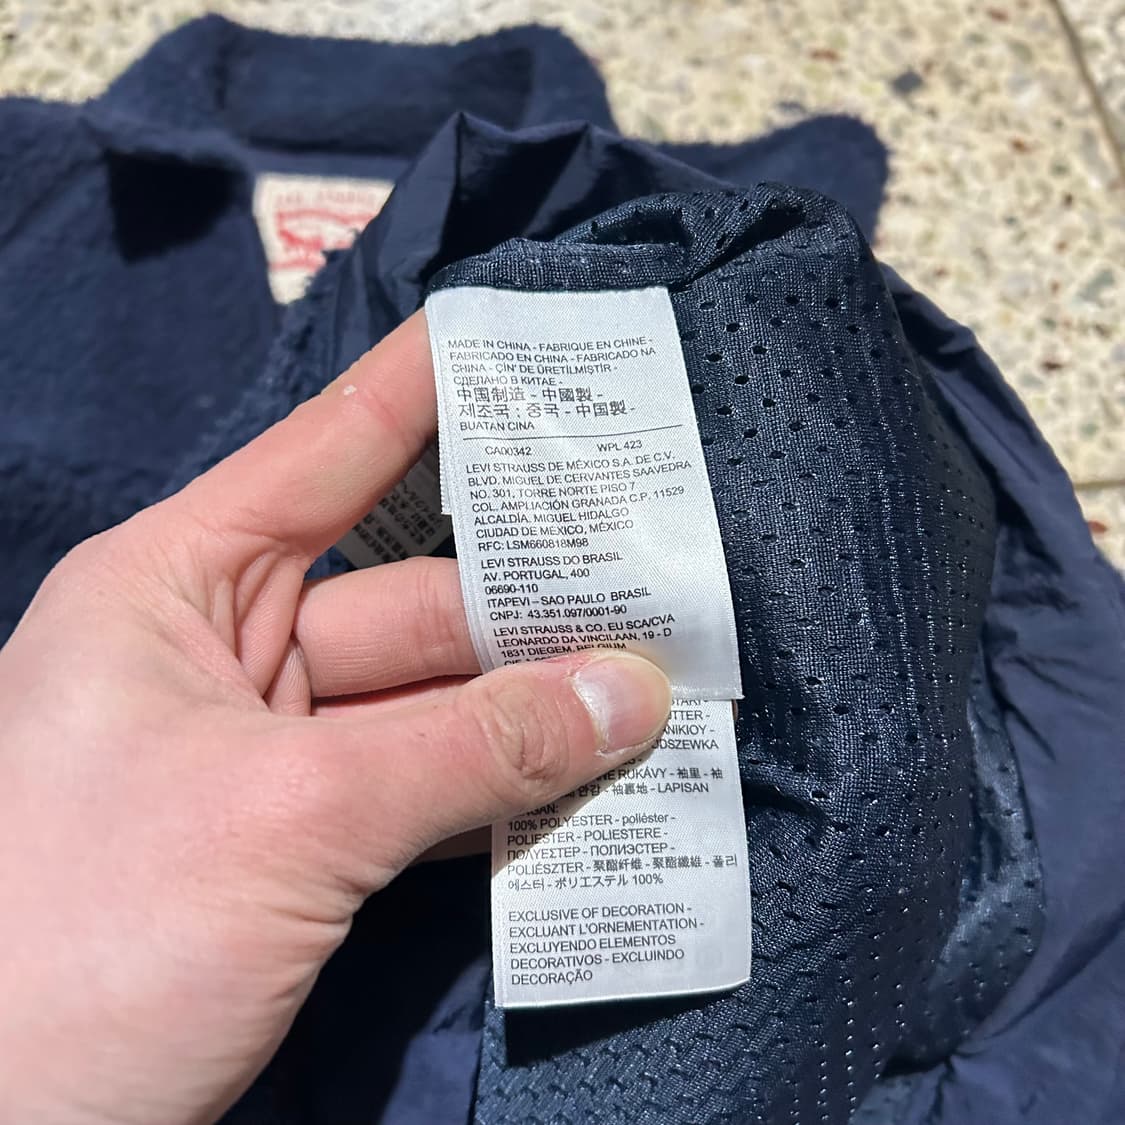 MADE IN CHINA - FABRIQUE EN CHINE -
FABRICADO EN CHINA - FABRICADO NA
CHINA - ÇİN' DE ÜRETİLMIŞTİR -
СДЕЛАНО В КИТАЕ -
中国制造 - 中國製 -
제조국 : 중국 - 中国製 -
BUATAN CINA
CA00342 WPL 423
LEVI STRAUSS DE MÉXICO S.A. DE C.V.
BLVD. MIGUEL DE CERVANTES SAAVEDRA
NO. 301, TORRE NORTE PISO 7
COL. AMPLIACIÓN GRANADA C.P. 11529
ALCALDÍA. MIGUEL HIDALGO
CIUDAD DE MÉXICO, MÉXICO
RFC: LSM660818M98
LEVI STRAUSS DO BRASIL
AV. PORTUGAL, 400
06690-110
ITAPEVI – SAO PAULO BRASIL
CNPJ: 43.351.097/0001-90
LEVI STRAUSS & CO. EU SCA/CVA
LEONARDO DA VINCILAAN, 19 - D
1831 DIEGEM, BELGIUM
RUKÁVY - 袖里 - 袖
안감 - 袖裏地 - LAPISAN
100% POLYESTER - poliéster -
POLIESTER - POLIESTERE -
ΠΟΛΥΕΣΤΕΡ - ПОЛИЭСТЕР -
POLIÉSZTER - 聚酯纤维 - 聚酯纖維 - 폴리
에스터 - ポリエステル 100%
EXCLUSIVE OF DECORATION -
EXCLUANT L'ORNEMENTATION -
EXCLUYENDO ELEMENTOS
DECORATIVOS - EXCLUINDO
DECORAÇÃO